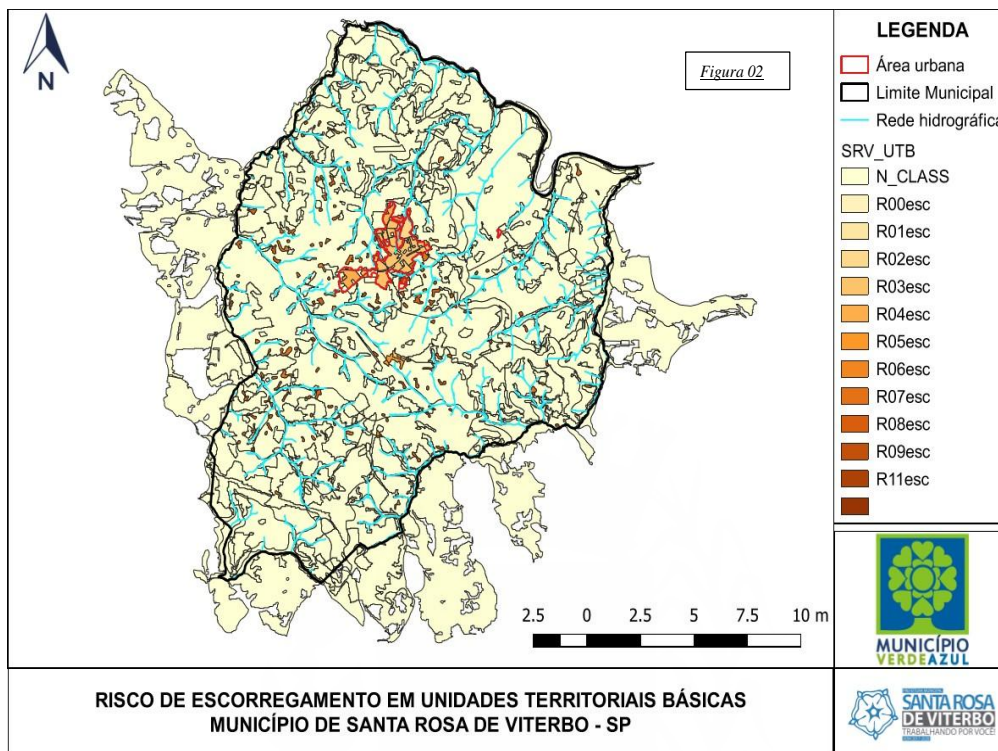 N
Figura 02
LEGENDA
Área urbana
Limite Municipal
Rede hidrográfica
SRV_UTB
N_CLASS
R00esc
R01esc
R02esc
R03esc
R04esc
R05esc
R06esc
R07esc
R08esc
R09esc
R11esc
2.5 0 2.5 5 7.5 10 m
MUNICÍPIO
VERDEAZUL
RISCO DE ESCORREGAMENTO EM UNIDADES TERRITORIAIS BÁSICAS
MUNICÍPIO DE SANTA ROSA DE VITERBO - SP
SANTA ROSA
DE VITERBO
TRABALHANDO POR VOCÊ!